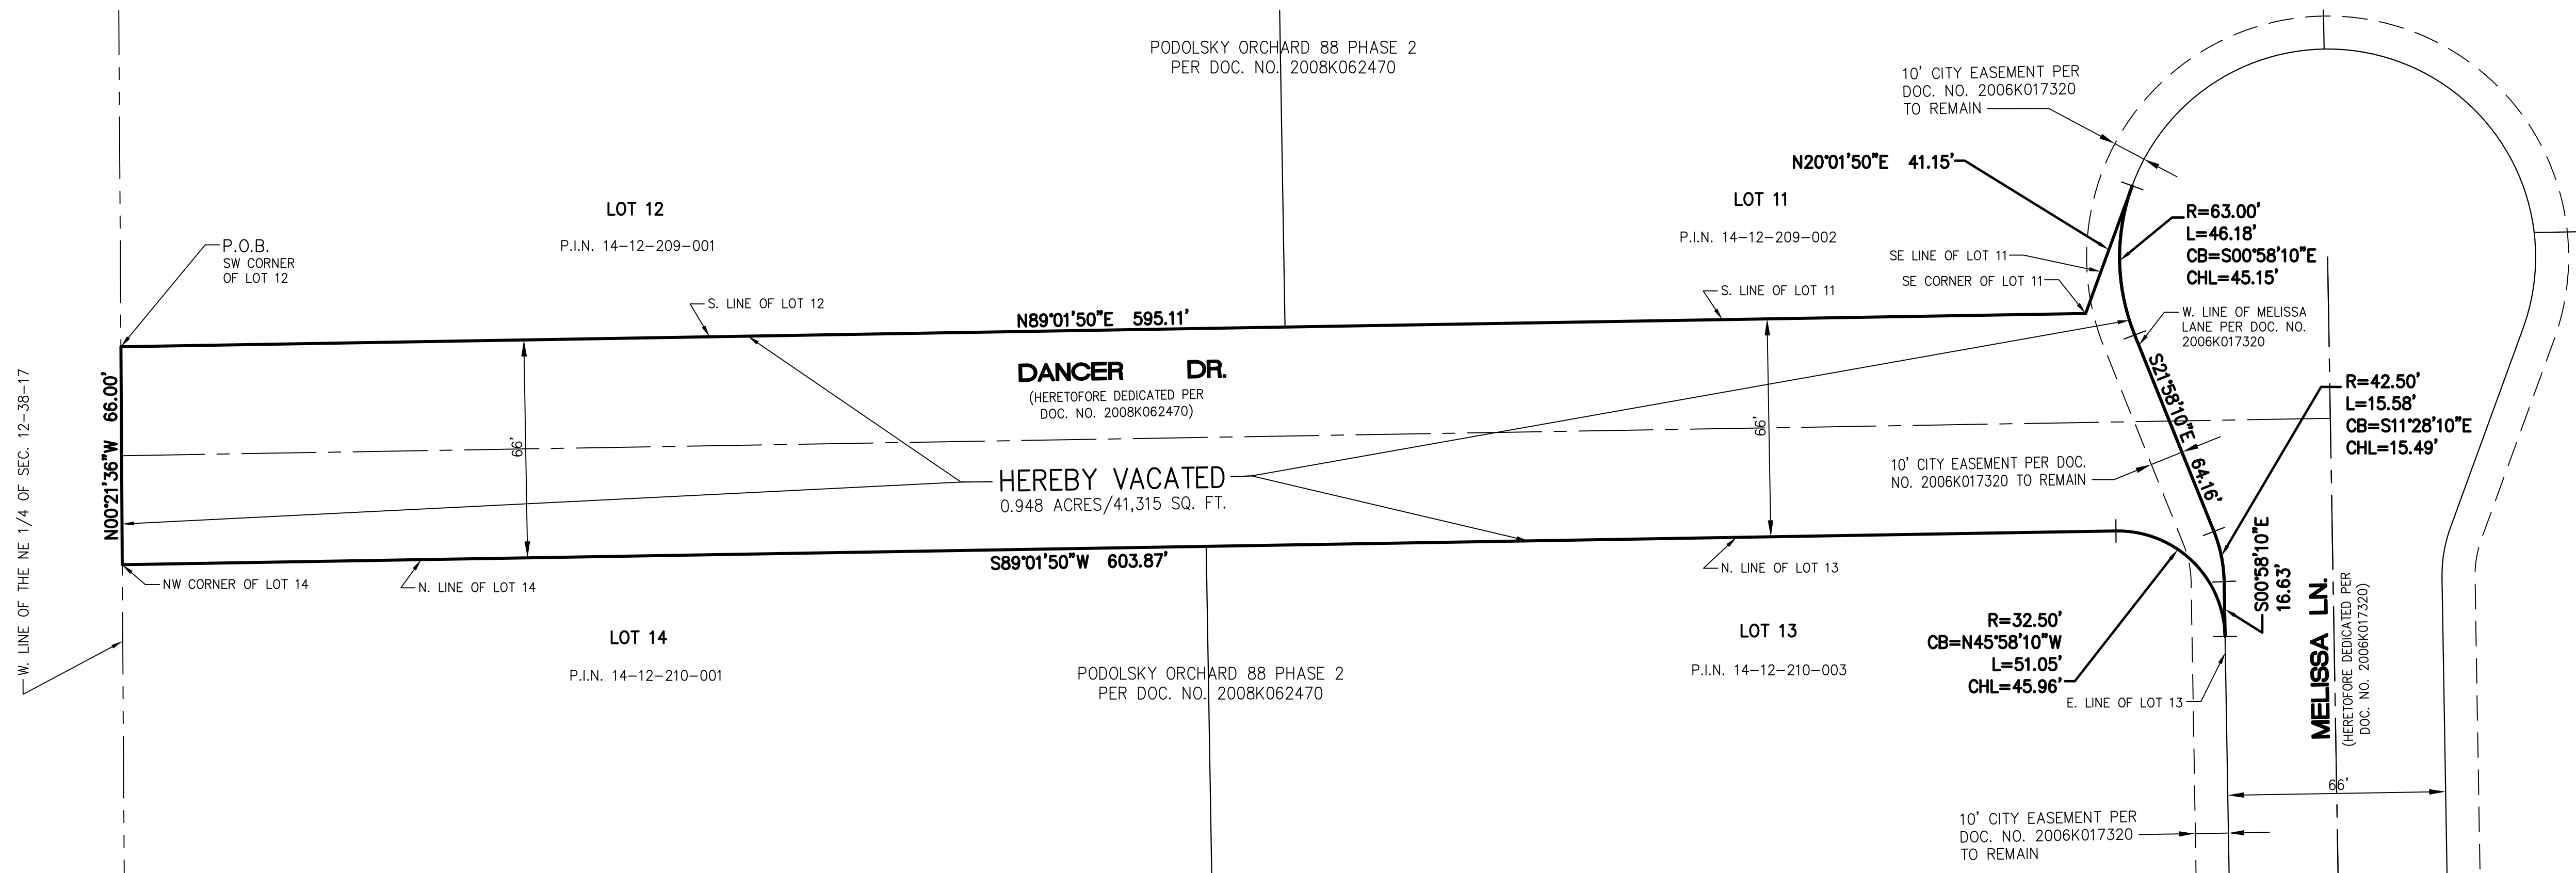 PODOLSKY ORCHARD 88 PHASE 2
PER DOC. NO. 2008K062470
10' CITY EASEMENT PER
DOC. NO. 2006K017320
TO REMAIN
N20°01'50"E 41.15'
LOT 12
P.I.N. 14-12-209-001
LOT 11
P.I.N. 14-12-209-002
R=63.00'
L=46.18'
CB=S00°58'10"E
CHL=45.15'
P.O.B.
SW CORNER
OF LOT 12
SE LINE OF LOT 11
SE CORNER OF LOT 11
S. LINE OF LOT 12
S. LINE OF LOT 11
N89°01'50"E 595.11'
W. LINE OF MELISSA
LANE PER DOC. NO.
2006K017320
DANCER DR.
(HERETOFORE DEDICATED PER
DOC. NO. 2008K062470)
W. LINE OF THE NE 1/4 OF SEC. 12-38-17
N00°21'36"W 66.00'
66'
66'
S21°58'10"E 64.16'
R=42.50'
L=15.58'
CB=S11°28'10"E
CHL=15.49'
HEREBY VACATED
0.948 ACRES/41,315 SQ. FT.
10' CITY EASEMENT PER DOC.
NO. 2006K017320 TO REMAIN
S89°01'50"W 603.87'
NW CORNER OF LOT 14
N. LINE OF LOT 14
N. LINE OF LOT 13
S00°58'10"E
16.63'
LOT 14
P.I.N. 14-12-210-001
LOT 13
P.I.N. 14-12-210-003
PODOLSKY ORCHARD 88 PHASE 2
PER DOC. NO. 2008K062470
R=32.50'
CB=N45°58'10"W
L=51.05'
CHL=45.96'
E. LINE OF LOT 13
MELISSA LN.
(HERETOFORE DEDICATED PER
DOC. NO. 2006K017320)
66'
10' CITY EASEMENT PER
DOC. NO. 2006K017320
TO REMAIN